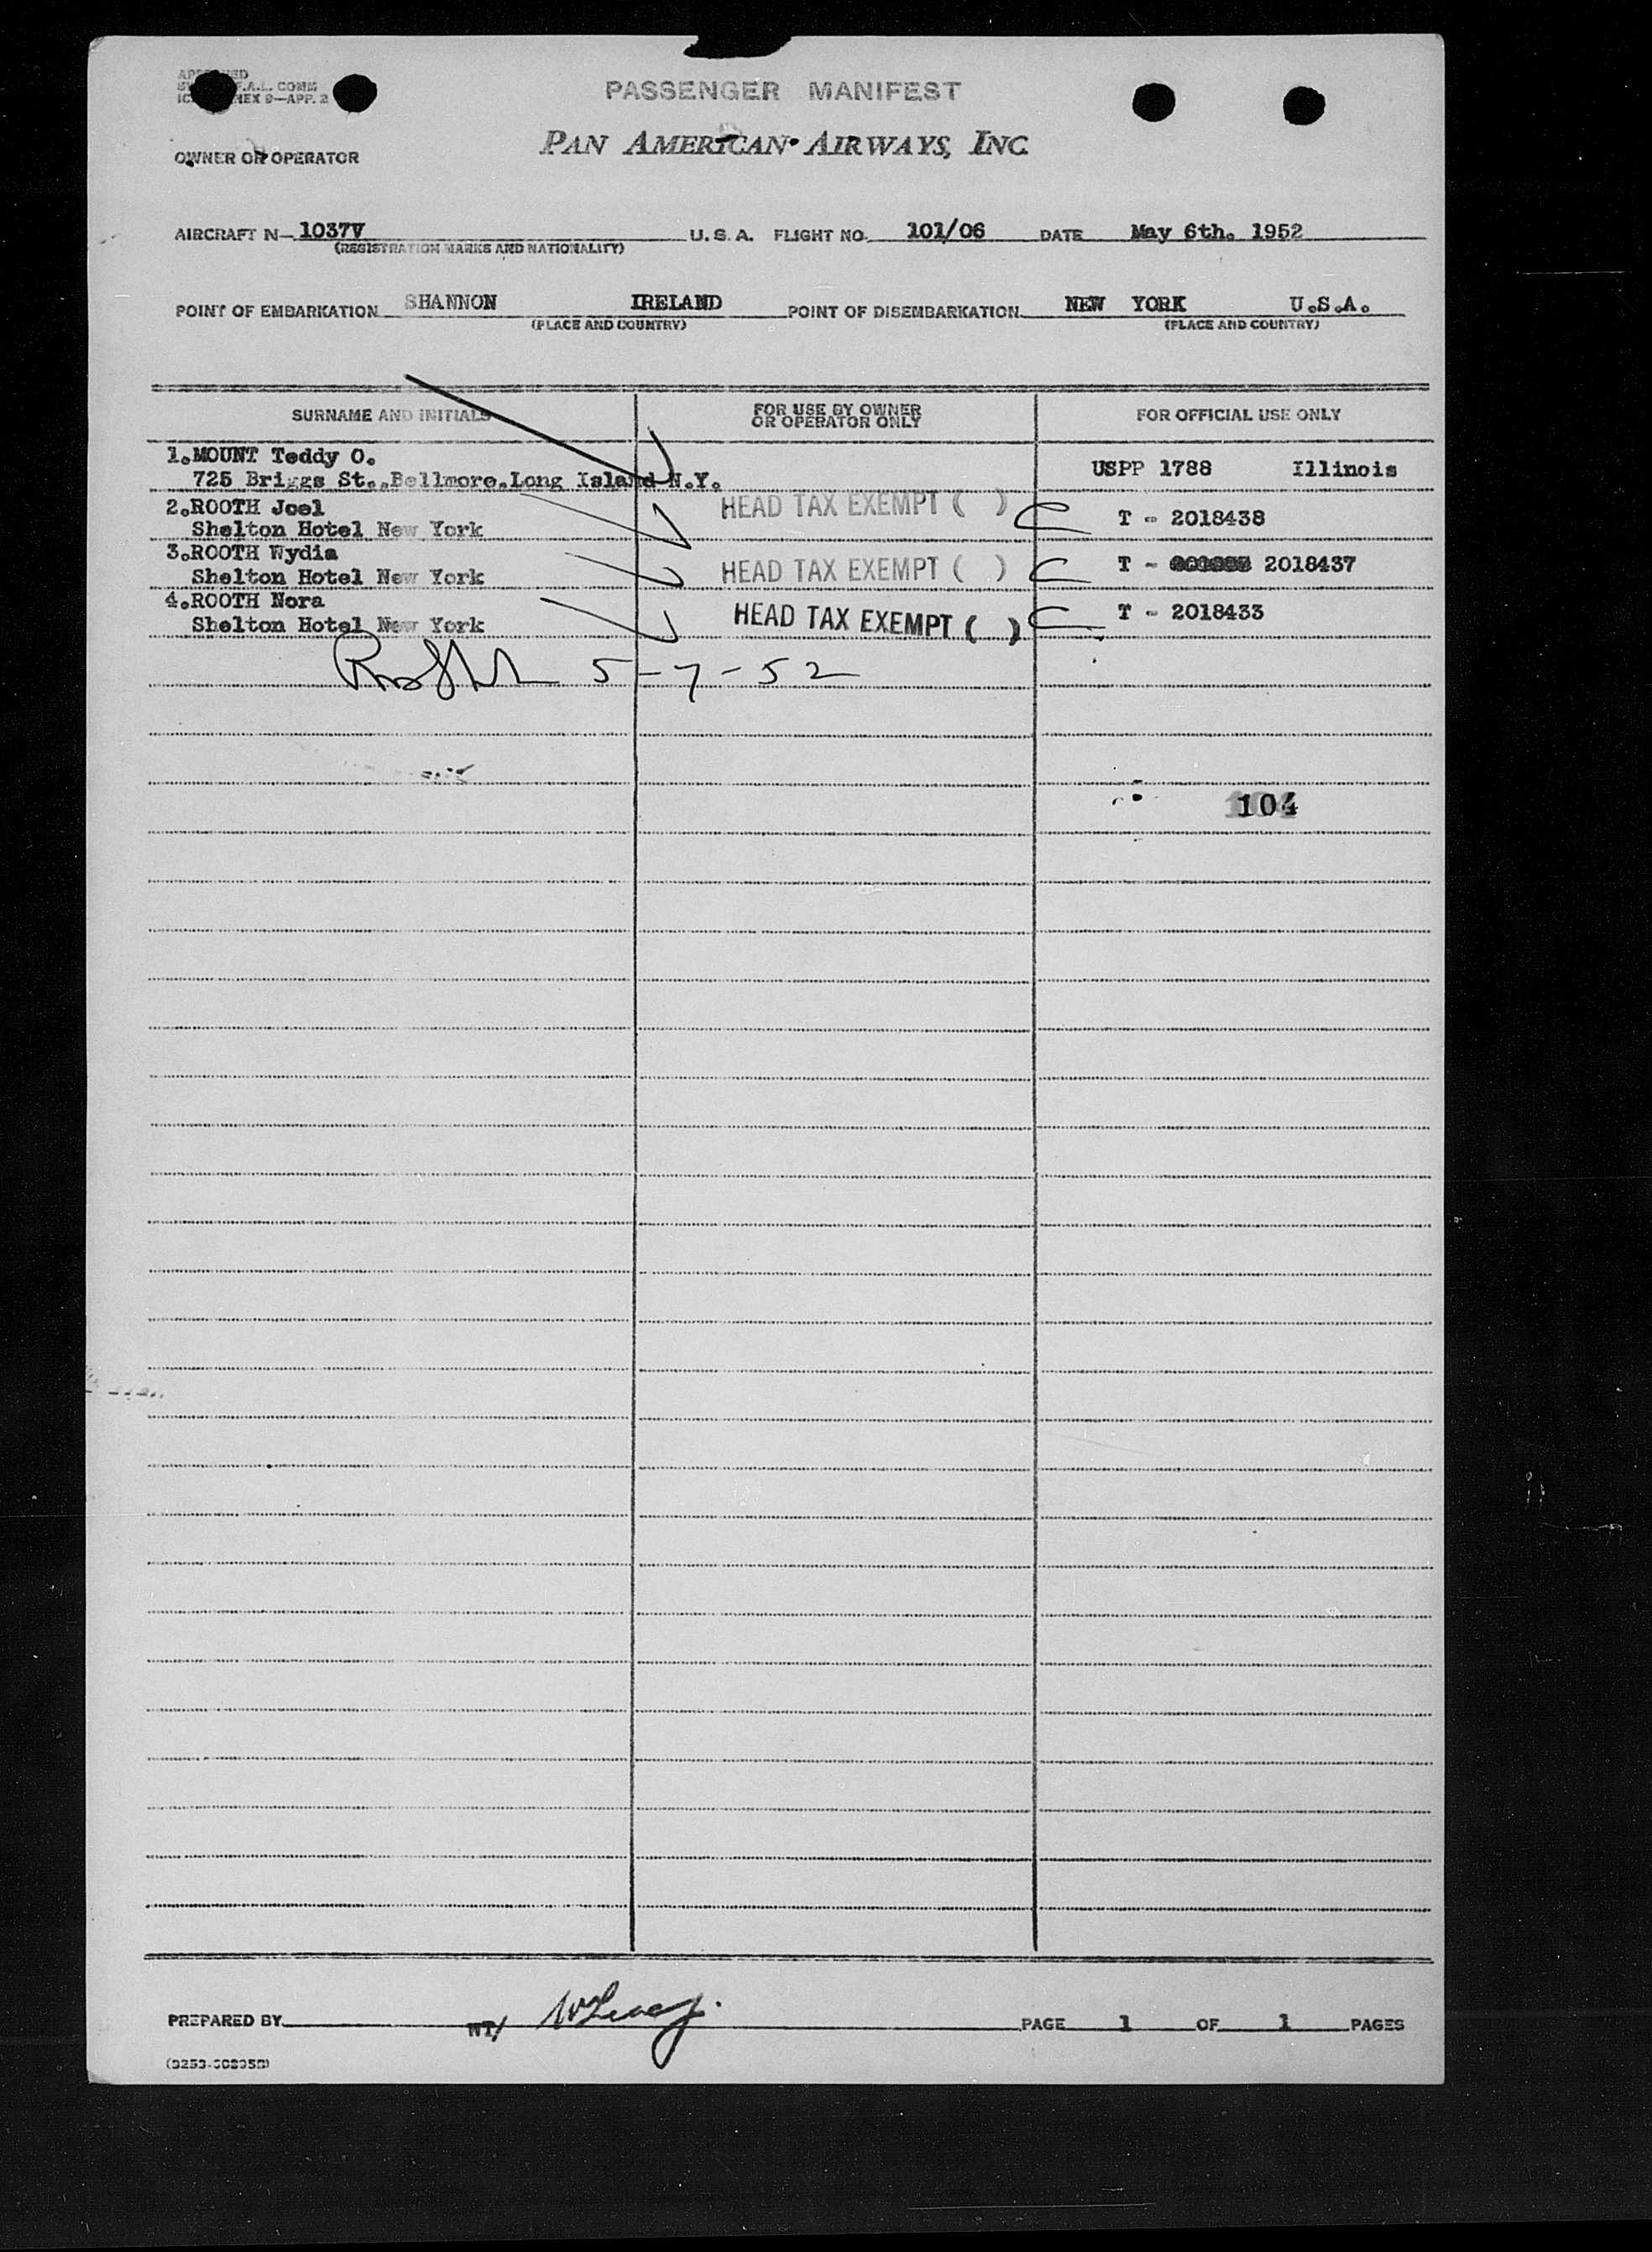 PASSENGER MANIFEST
F.A.L. COMM
9—APP. 2
OWNER OR OPERATOR
PAN AMERICAN AIRWAYS, INC.
AIRCRAFT N— 1037V U.S.A. FLIGHT NO. 101/06 DATE May 6th. 1952
(REGISTRATION MARKS AND NATIONALITY)
POINT OF EMBARKATION SHANNON IRELAND POINT OF DISEMBARKATION NEW YORK U.S.A.
(PLACE AND COUNTRY) (PLACE AND COUNTRY)
SURNAME AND INITIALS FOR USE BY OWNER OR OPERATOR ONLY FOR OFFICIAL USE ONLY
1.MOUNT Teddy O.
725 Briggs St.,Bellmore,Long Island N.Y. USPP 1788 Illinois
2.ROOTH Joel HEAD TAX EXEMPT ( ) T - 2018438
Shelton Hotel New York
3.ROOTH Wydia HEAD TAX EXEMPT ( ) T - 2018437
Shelton Hotel New York
4.ROOTH Nora HEAD TAX EXEMPT ( ) T - 2018433
Shelton Hotel New York
5-7-52
104
PREPARED BY WT/ PAGE 1 OF 1 PAGES